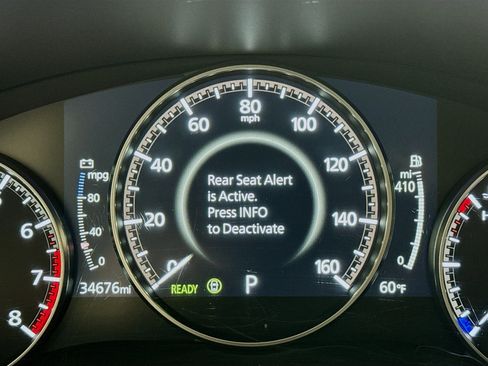 80
mph
60
100
40
120
20
140
0
160
Rear Seat Alert
is Active.
Press INFO
to Deactivate
mpg
80
40
0
mi
410
0
6
7
8
H
34676mi
READY
P
60°F